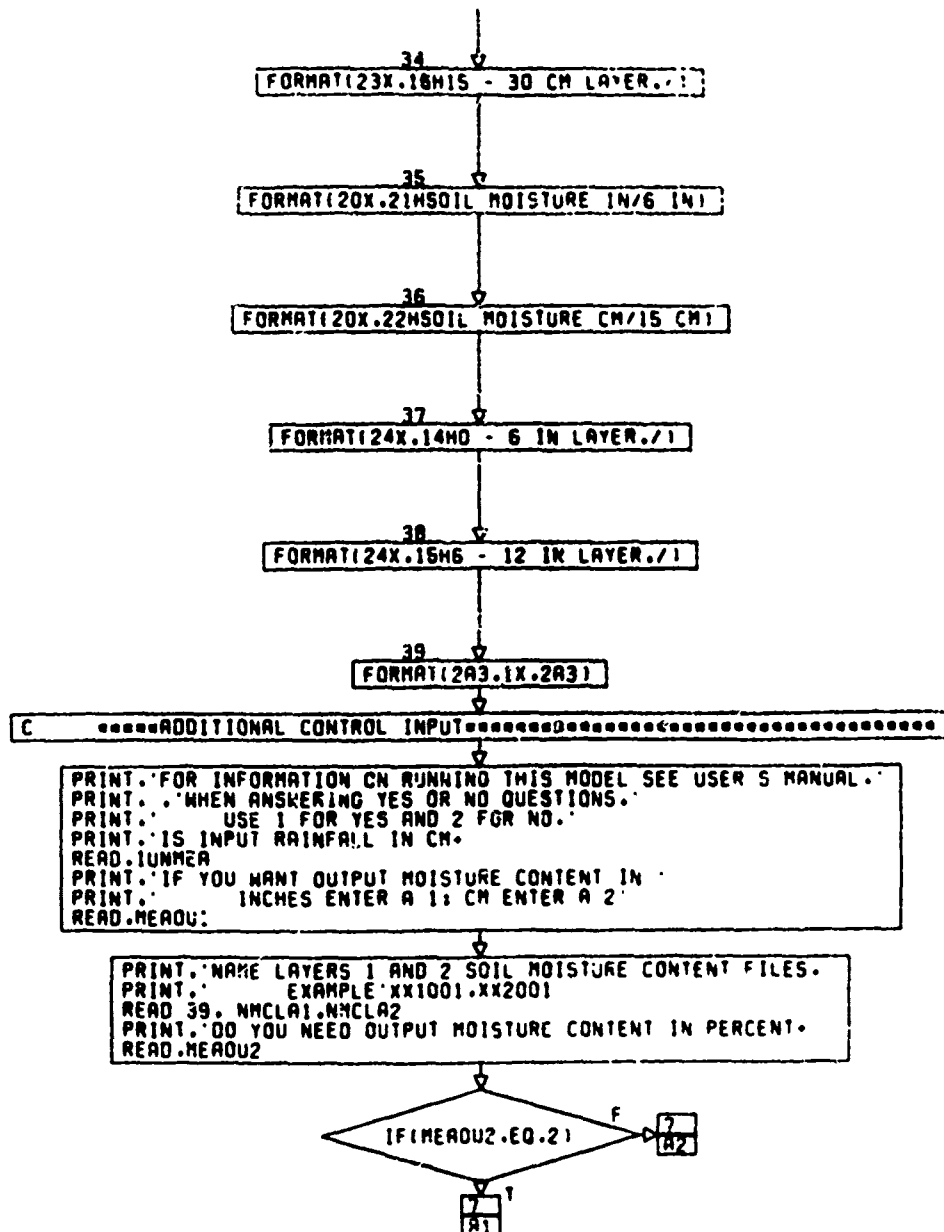 34
FORMAT(23X.16H15 - 30 CM LAYER./)
35
FORMAT(20X.21HSOIL MOISTURE IN/6 IN)
36
FORMAT(20X.22HSOIL MOISTURE CM/15 CM)
37
FORMAT(24X.14H0 - 6 IN LAYER./)
38
FORMAT(24X.15H6 - 12 IN LAYER./)
39
FORMAT(2A3.1X.2A3)
C *****ADDITIONAL CONTROL INPUT***********************************
PRINT.'FOR INFORMATION ON RUNNING THIS MODEL SEE USER S MANUAL.'
PRINT. .'WHEN ANSWERING YES OR NO QUESTIONS.'
PRINT.' USE 1 FOR YES AND 2 FOR NO.'
PRINT.'IS INPUT RAINFALL IN CM.
READ.IUNMEA
PRINT.'IF YOU WANT OUTPUT MOISTURE CONTENT IN '
PRINT.' INCHES ENTER A 1: CM ENTER A 2'
READ.MEAOU1
PRINT.'NAME LAYERS 1 AND 2 SOIL MOISTURE CONTENT FILES.
PRINT.' EXAMPLE'XX1001.XX2001
READ 39. NMCLA1.NMCLA2
PRINT.'DO YOU NEED OUTPUT MOISTURE CONTENT IN PERCENT.
READ.MEAOU2
IF(MEAOU2.EQ.2)
F
7
A2
T
7
A1